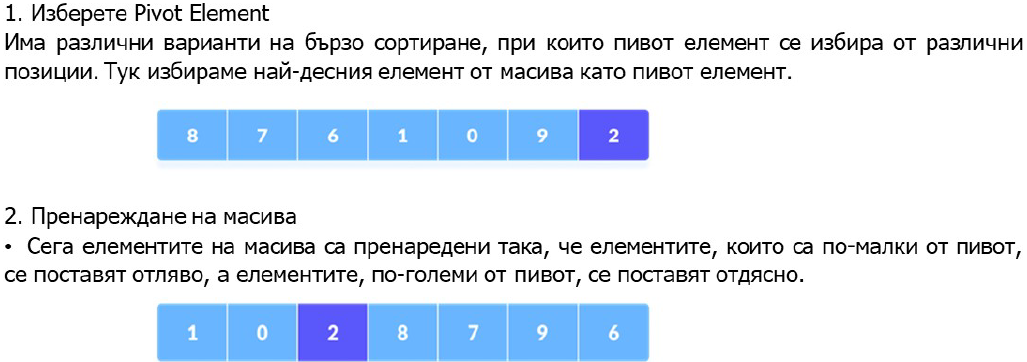 1. Изберете Pivot Element
Има различни варианти на бързо сортиране, при които пивот елемент се избира от различни
позиции. Тук избираме най-десния елемент от масива като пивот елемент.
8 7 6 1 0 9 2
2. Пренареждане на масива
• Сега елементите на масива са пренаредени така, че елементите, които са по-малки от пивот,
се поставят отляво, а елементите, по-големи от пивот, се поставят отдясно.
1 0 2 8 7 9 6